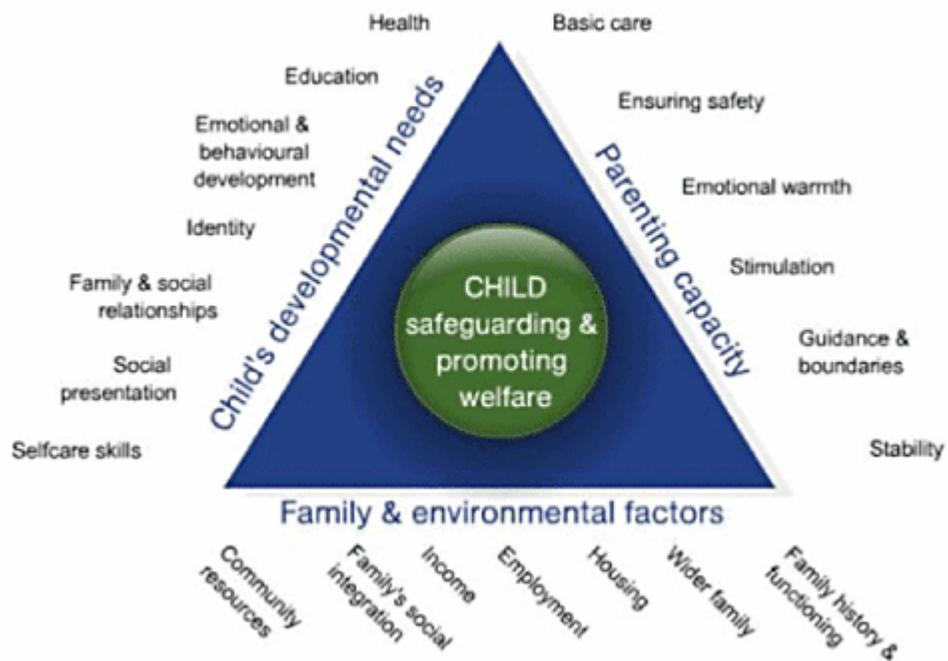 Health
Education
Emotional &
behavioural
development
Identity
Family & social
relationships
Social
presentation
Selfcare skills
Child's developmental needs
Basic care
Ensuring safety
Emotional warmth
Stimulation
Guidance &
boundaries
Stability
Parenting capacity
CHILD
safeguarding &
promoting
welfare
Family & environmental factors
Community
resources
Family's social
integration
Income
Employment
Housing
Wider family
Family history &
functioning